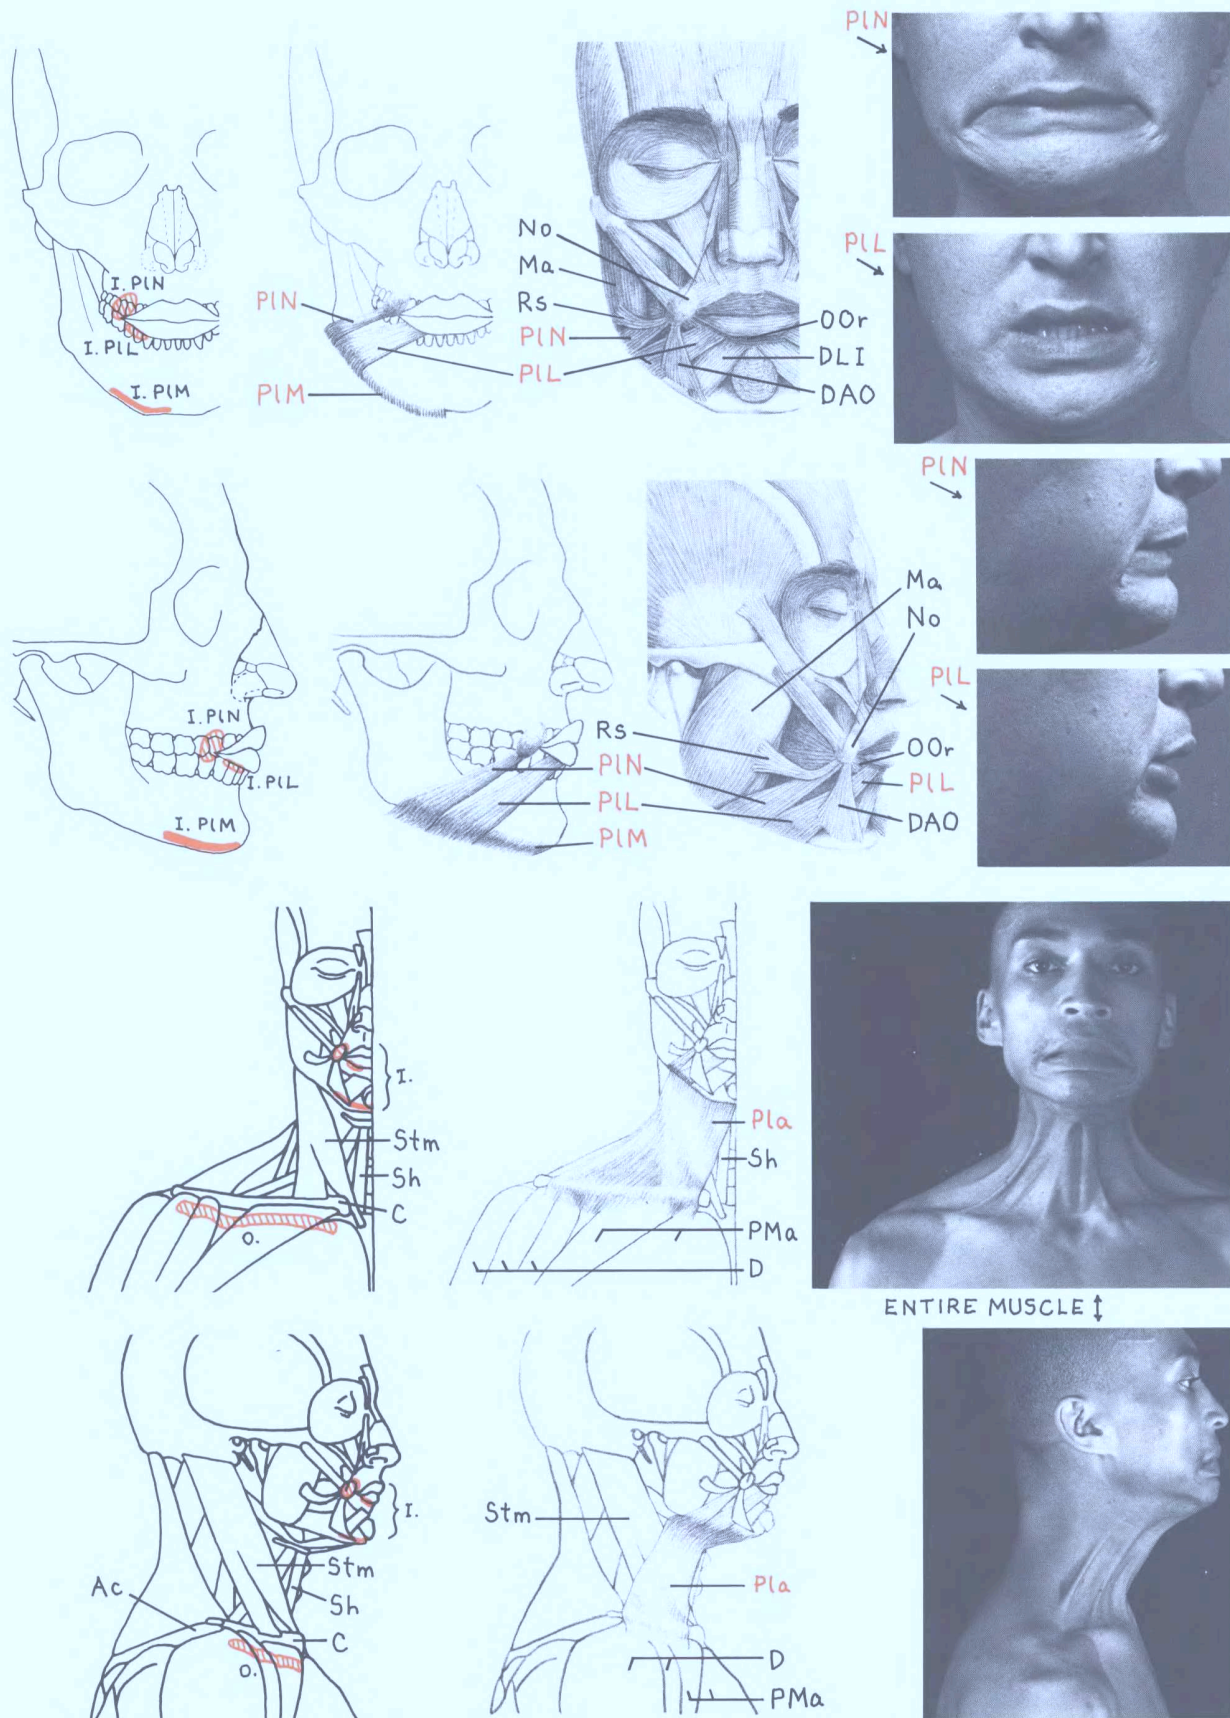 PlN
I. PlN
I. PlL
I. PlM
PlN
PlL
PlM
No
Ma
Rs
PlN
OOr
DLI
DAO
PlL
PlN
I. PlN
I. PlL
I. PlM
Rs
PlN
PlL
PlM
Ma
No
OOr
PlL
DAO
PlL
I.
Stm
Sh
C
O.
Pla
Sh
PMa
D
ENTIRE MUSCLE
I.
Stm
Sh
Ac
C
O.
Stm
Pla
D
PMa